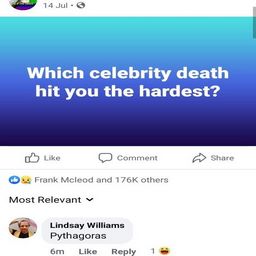 14 Jul •
Which celebrity death
hit you the hardest?
Like Comment Share
Frank Mcleod and 176K others
Most Relevant
Lindsay Williams
Pythagoras
6m Like Reply 1